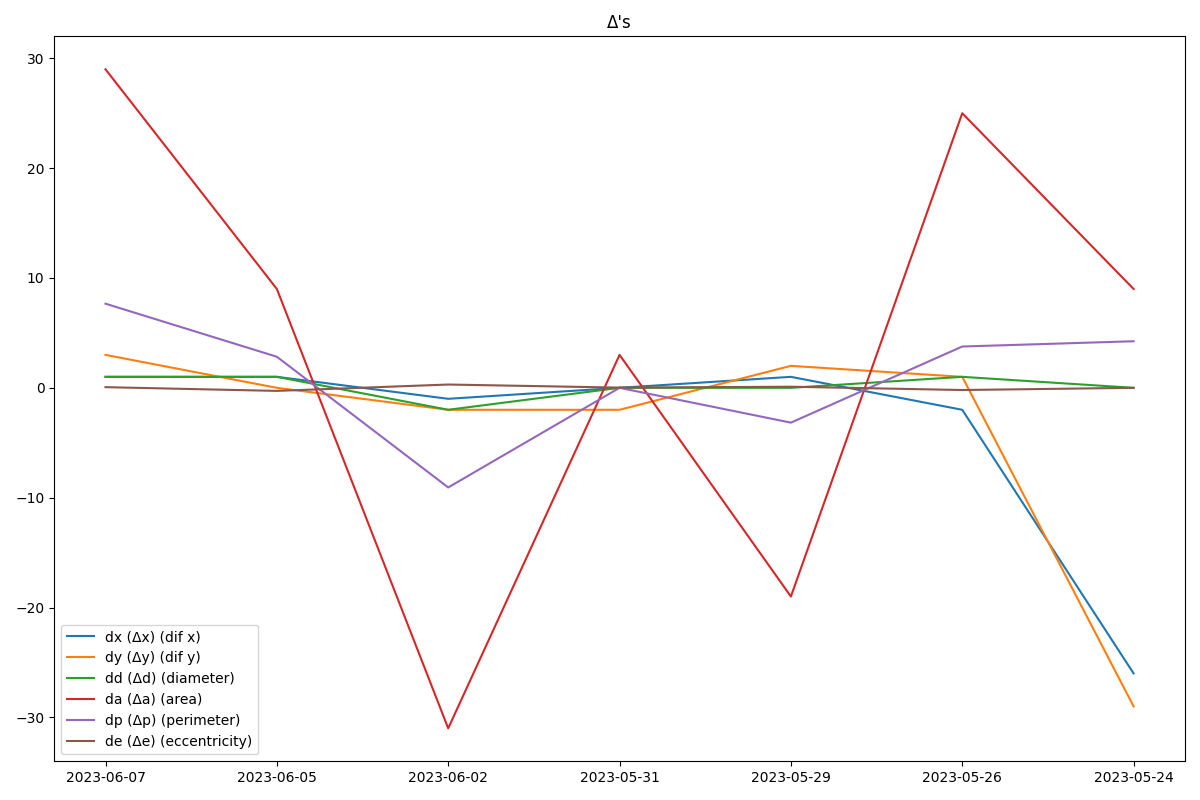 Δ's
30
20
10
0
−10
−20
−30
dx (Δx) (dif x)
dy (Δy) (dif y)
dd (Δd) (diameter)
da (Δa) (area)
dp (Δp) (perimeter)
de (Δe) (eccentricity)
2023-06-07 2023-06-05 2023-06-02 2023-05-31 2023-05-29 2023-05-26 2023-05-24